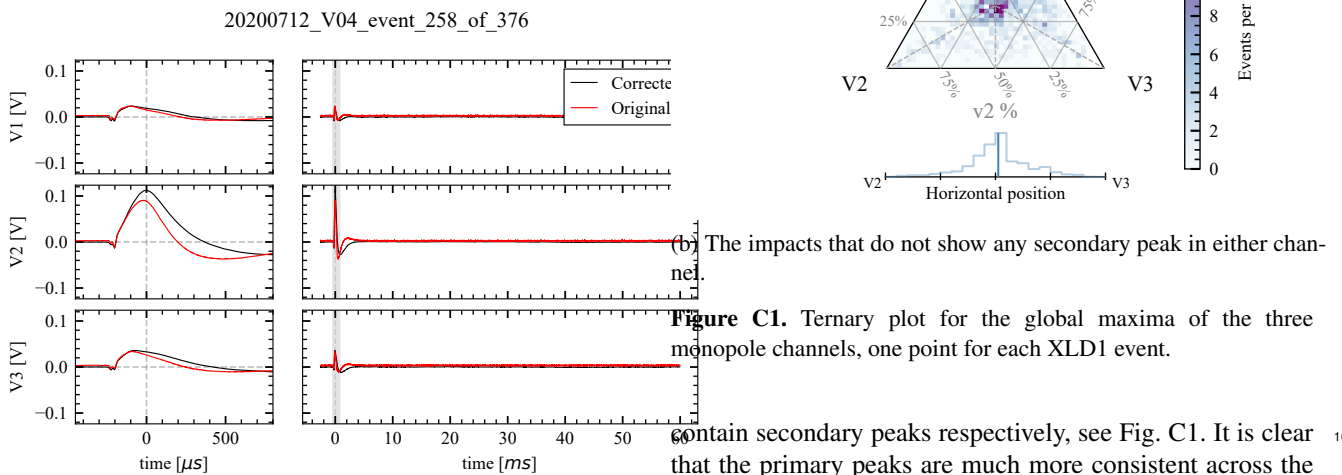 20200712_V04_event_258_of_376
0.1
0.0
−0.1
V1 [V]
Correcte
Original
0.1
0.0
−0.1
V2 [V]
0.1
0.0
−0.1
V3 [V]
0 500
time [μs]
0 10 20 30 40 50 60
time [ms]
25%
75%
V2 V3
75% 50% 25%
v2 %
V2 V3
Horizontal position
8
6
4
2
0
Events per
(b) The impacts that do not show any secondary peak in either chan-
nel.
Figure C1. Ternary plot for the global maxima of the three
monopole channels, one point for each XLD1 event.
contain secondary peaks respectively, see Fig. C1. It is clear
that the primary peaks are much more consistent across the